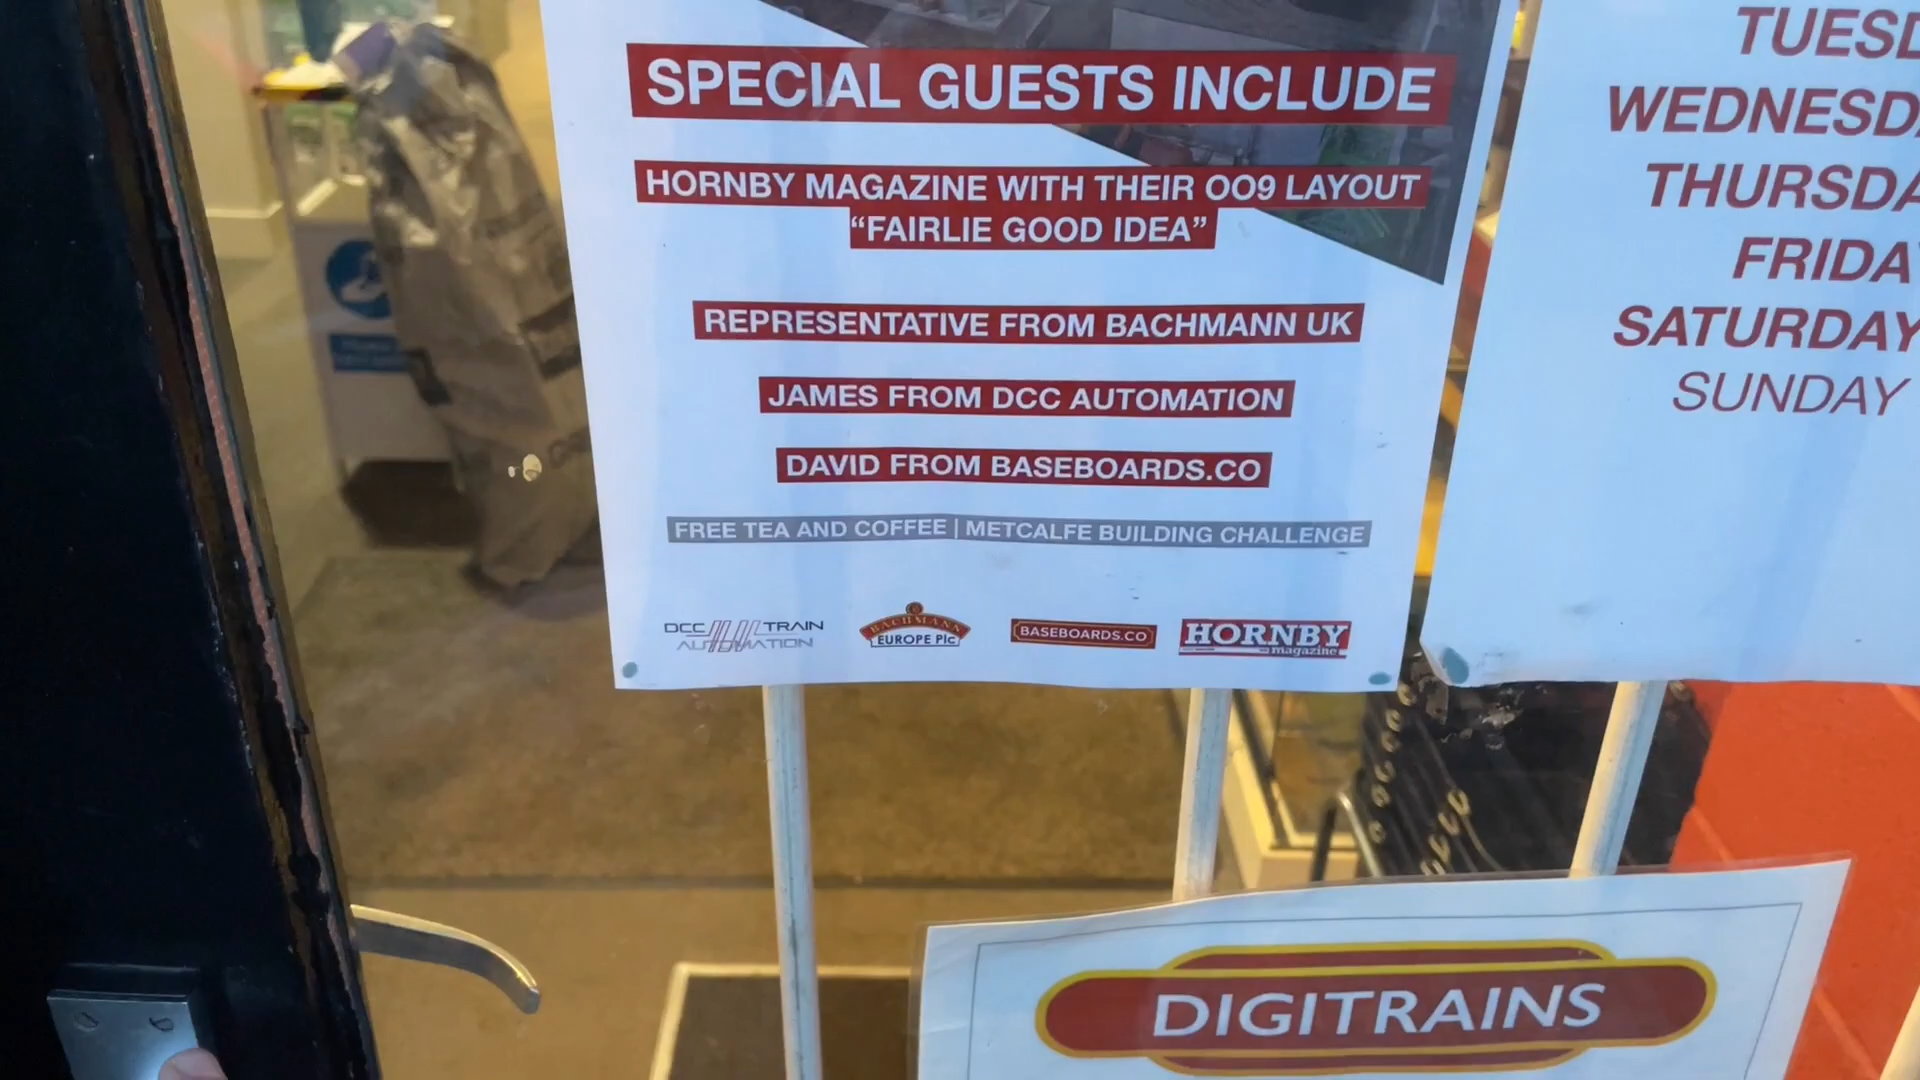 SPECIAL GUESTS INCLUDE
HORNBY MAGAZINE WITH THEIR OO9 LAYOUT
“FAIRLIE GOOD IDEA”
REPRESENTATIVE FROM BACHMANN UK
JAMES FROM DCC AUTOMATION
DAVID FROM BASEBOARDS.CO
FREE TEA AND COFFEE | METCALFE BUILDING CHALLENGE
DCC TRAIN
AUTOMATION
BACHMANN
EUROPE Plc
BASEBOARDS.CO
HORNBY
magazine
TUESD
WEDNESDA
THURSDA
FRIDA
SATURDAY
SUNDAY
DIGITRAINS